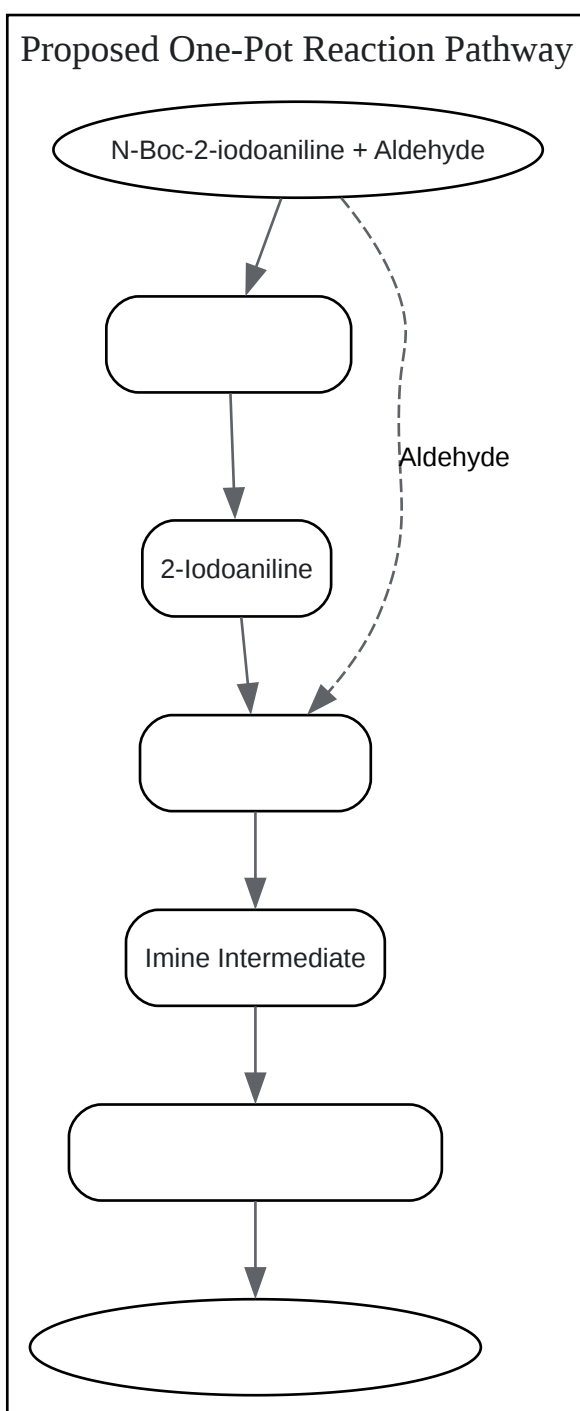 Proposed One-Pot Reaction Pathway
N-Boc-2-iodoaniline + Aldehyde
Aldehyde
2-Iodoaniline
Imine Intermediate